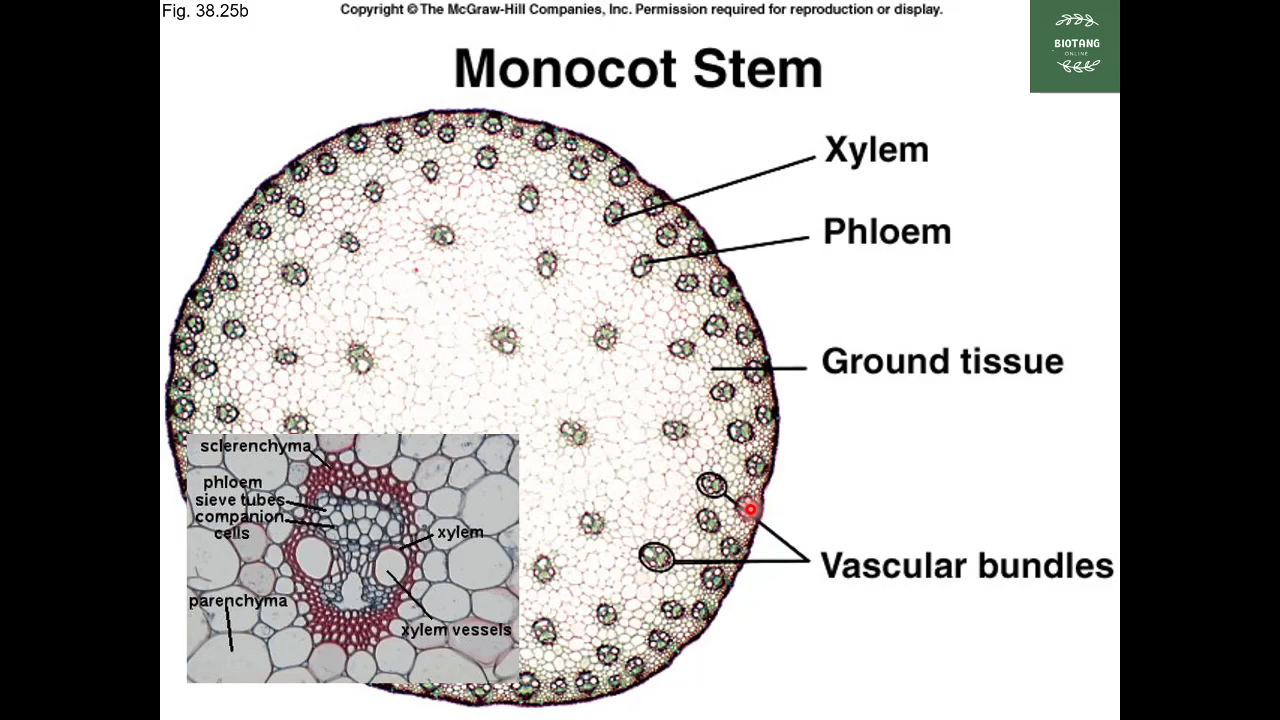 Fig. 38.25b
Copyright © The McGraw-Hill Companies, Inc. Permission required for reproduction or display.
BIOTANG
ONLINE
Monocot Stem
Xylem
Phloem
Ground tissue
Vascular bundles
sclerenchyma
phloem
sieve tubes
companion
cells
xylem
parenchyma
xylem vessels